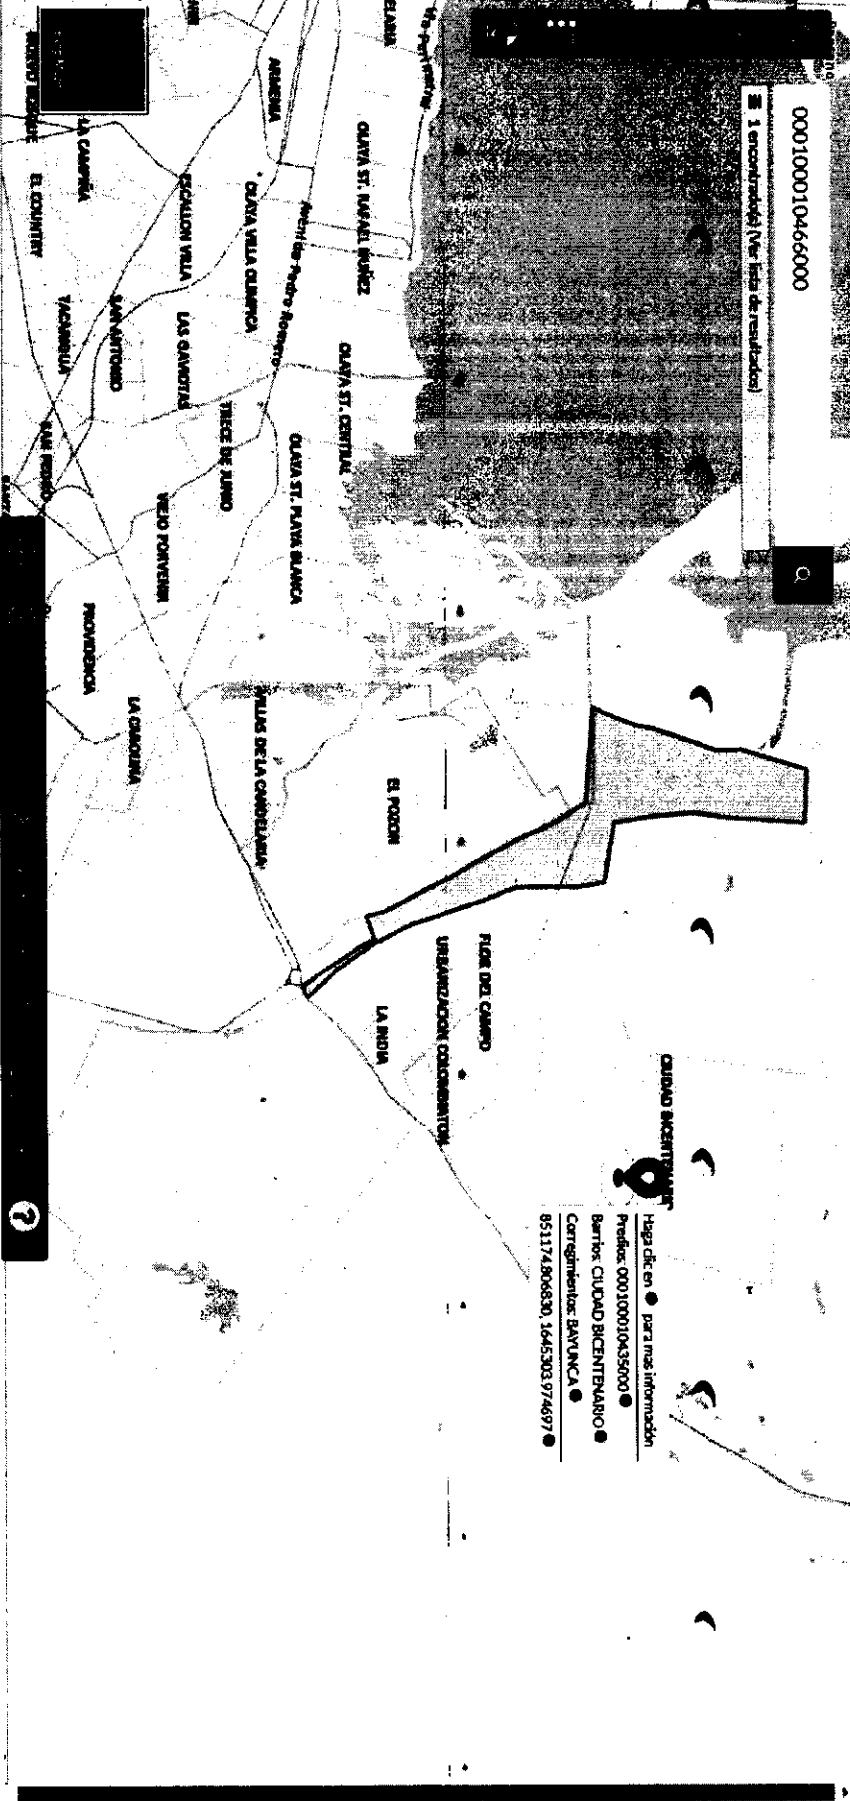 000100010466000
1 encontrado(s) (Ver lista de resultados)
OLAYA ST. RAFAEL NUÑEZ
ARMENIA
OLAYA VILLA OLIMPICA
Avenida Pedro Romero
LA CAMPIÑA
EL COUNTRY
ESCALLON VILLA
LAS GAVIOTAS
SAN ANTONIO
TACARIGUA
SAN PEDRO
OLAYA ST. CENTRAL
TRECE DE JUNIO
OLAYA ST. PLAYA BLANCA
VIEJO PORVENIR
PROVIDENCIA
LA CAROLINA
VILLAS DE LA CANDELARIA
EL POZON
FLOR DEL CAMPO
URBANIZACION COLOMBIATON
LA INDIA
CIUDAD BICENTENARIO
Haga clic en para mas información
Predios: 000100010435000
Barrios: CIUDAD BICENTENARIO
Corregimientos: BAYUNCA
851174.806830, 1645303.974697
?